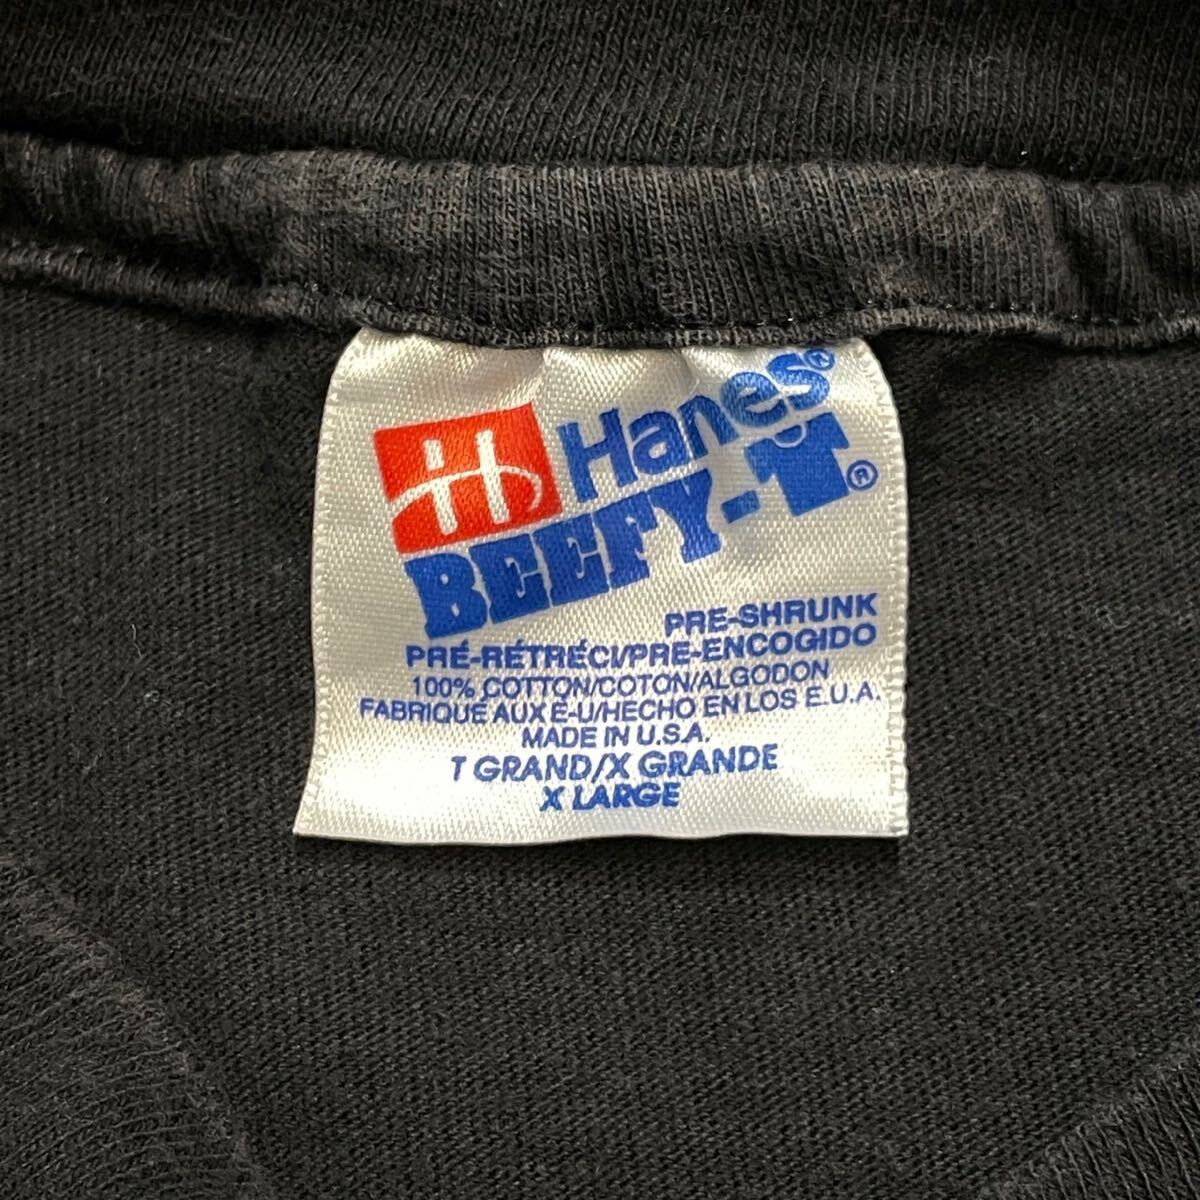 H Hanes®
BEEFY-T®
PRE-SHRUNK
PRÉ-RÉTRÉCI/PRE-ENCOGIDO
100% COTTON/COTON/ALGODON
FABRIQUÉ AUX E-U/HECHO EN LOS E.U.A.
MADE IN U.S.A.
T GRAND/X GRANDE
X LARGE